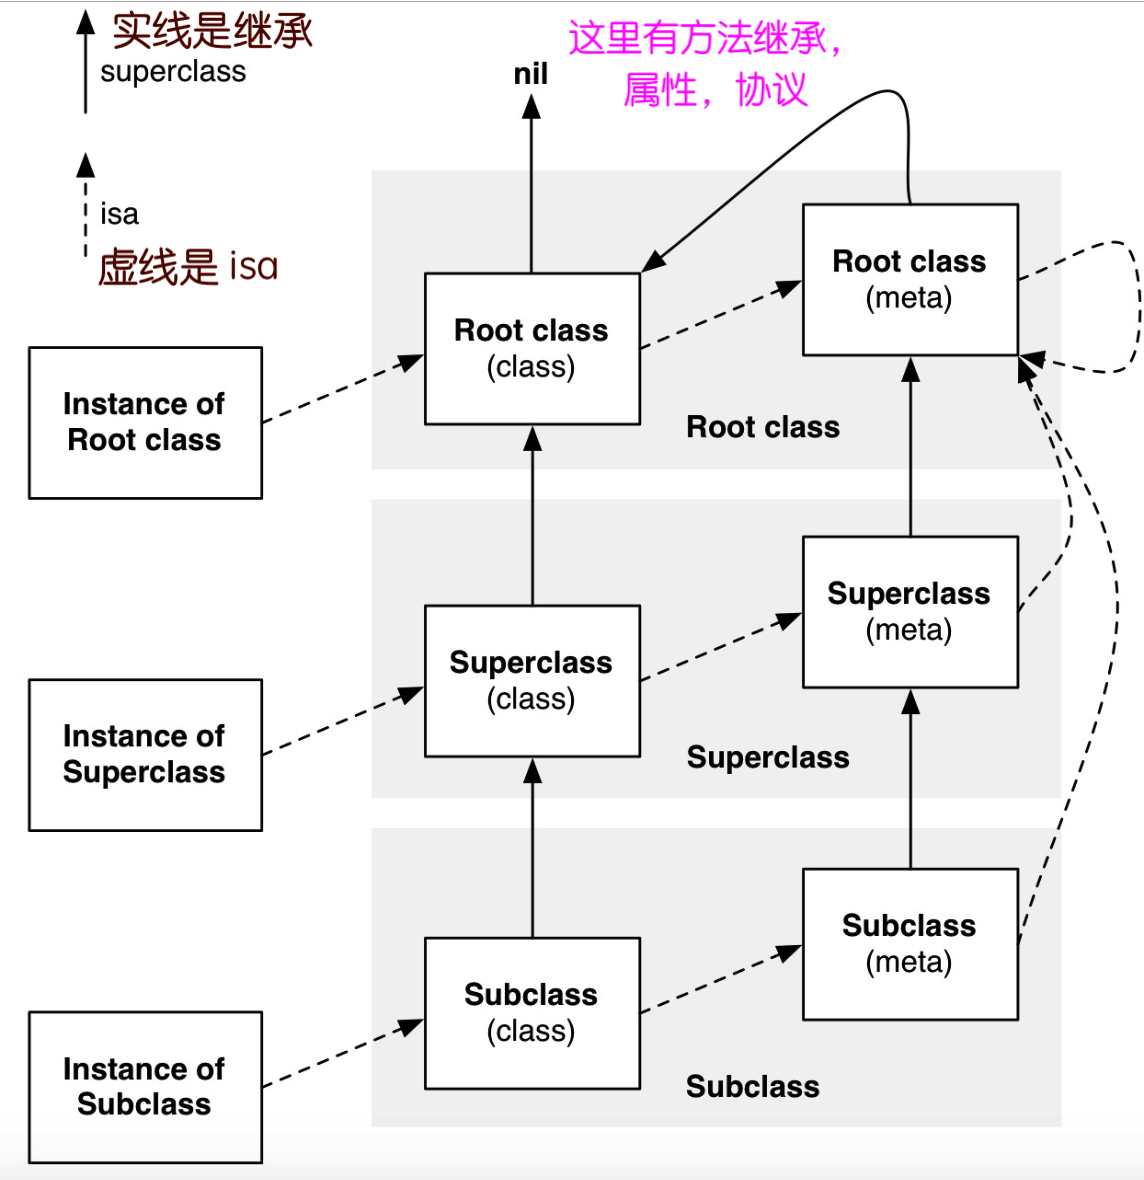 实线是继承
superclass
isa
虚线是 isa
nil
这里有方法继承，
属性，协议
Root class
(meta)
Root class
(class)
Instance of
Root class
Root class
Superclass
(meta)
Superclass
(class)
Instance of
Superclass
Superclass
Subclass
(meta)
Subclass
(class)
Instance of
Subclass
Subclass